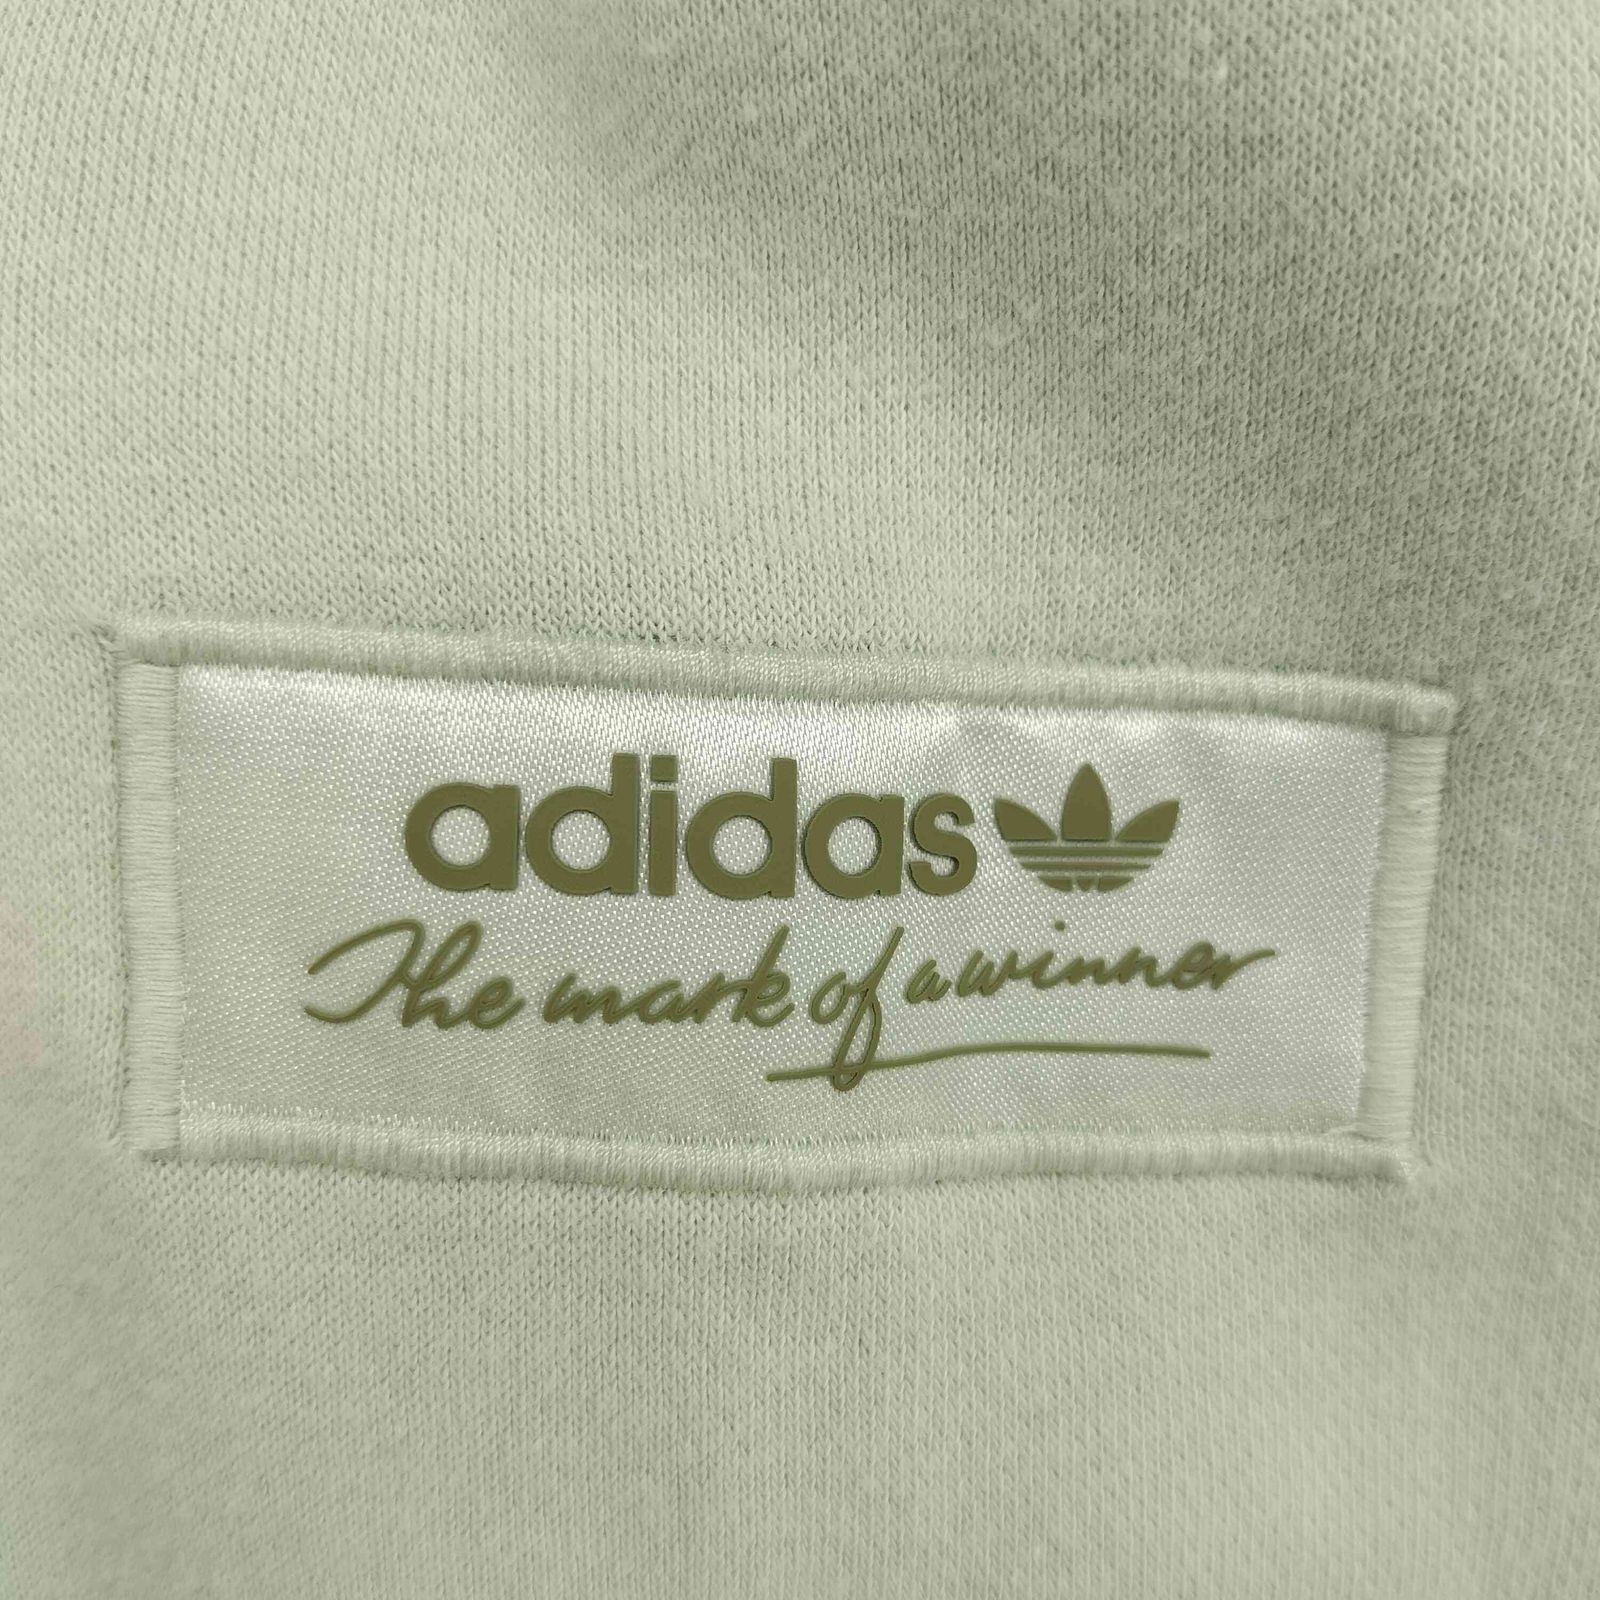 adidas
The mark of a winner